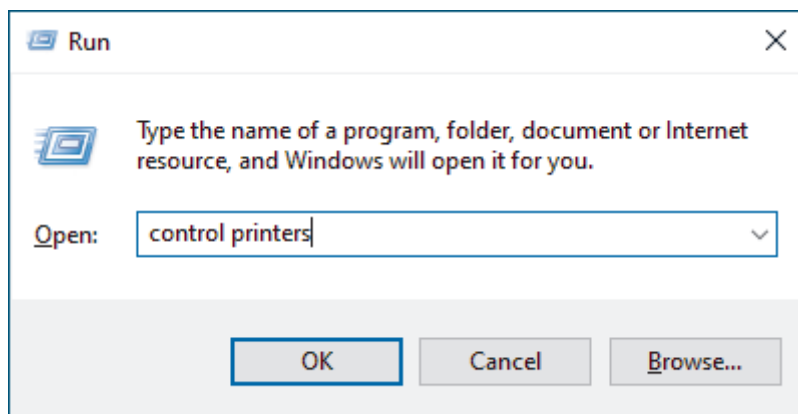 Run
Type the name of a program, folder, document or Internet
resource, and Windows will open it for you.
Open: control printers
OK Cancel Browse...